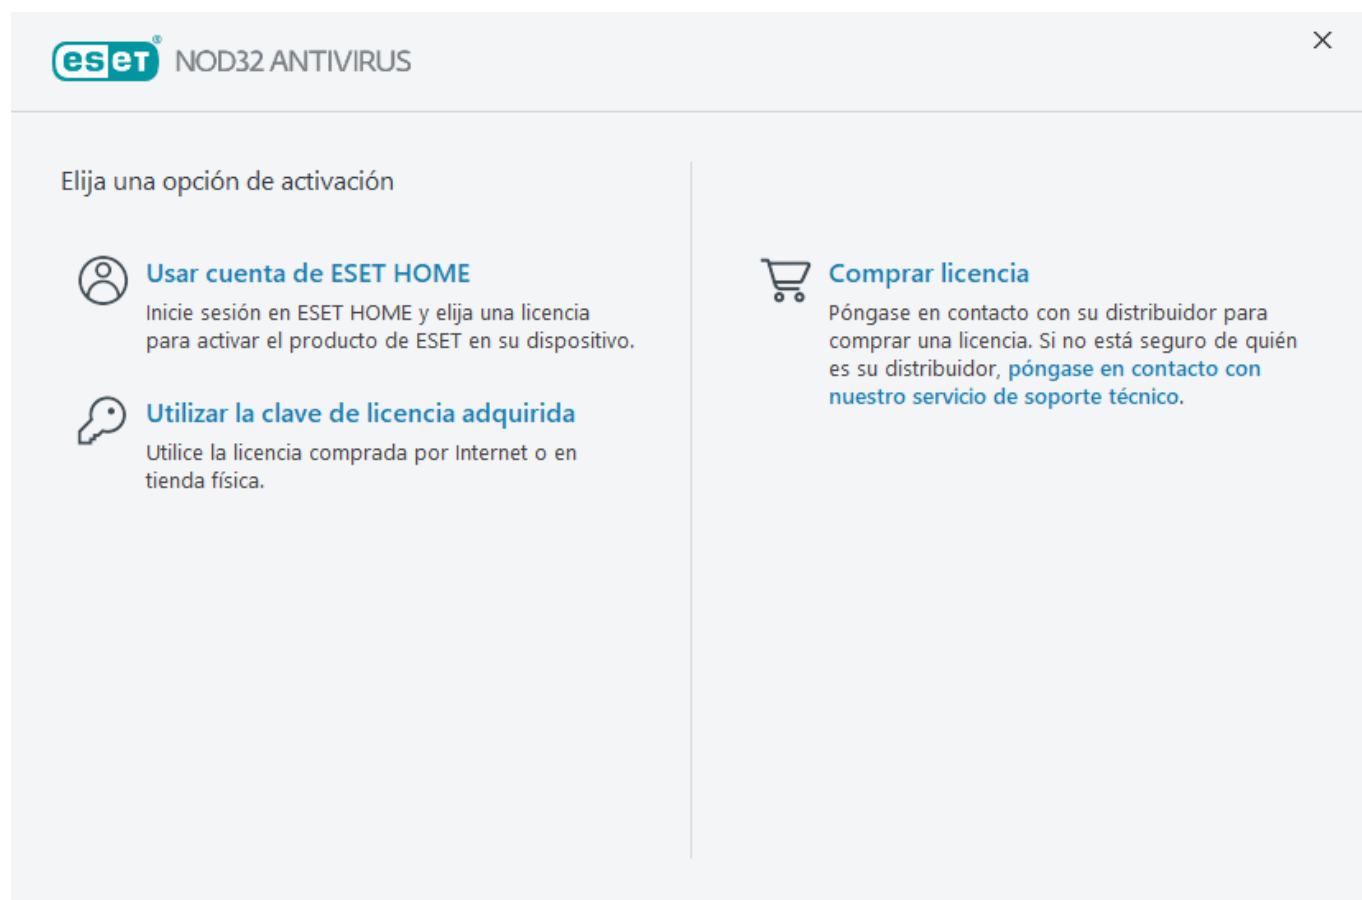 eset® NOD32 ANTIVIRUS
Elija una opción de activación
Usar cuenta de ESET HOME
Inicie sesión en ESET HOME y elija una licencia
para activar el producto de ESET en su dispositivo.
Utilizar la clave de licencia adquirida
Utilice la licencia comprada por Internet o en
tienda física.
Comprar licencia
Póngase en contacto con su distribuidor para
comprar una licencia. Si no está seguro de quién
es su distribuidor, póngase en contacto con
nuestro servicio de soporte técnico.